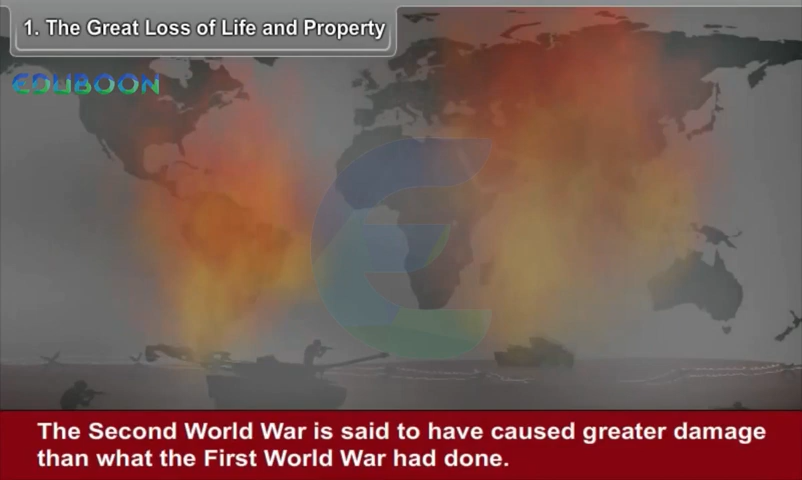 1. The Great Loss of Life and Property
EDUBOON
The Second World War is said to have caused greater damage
than what the First World War had done.